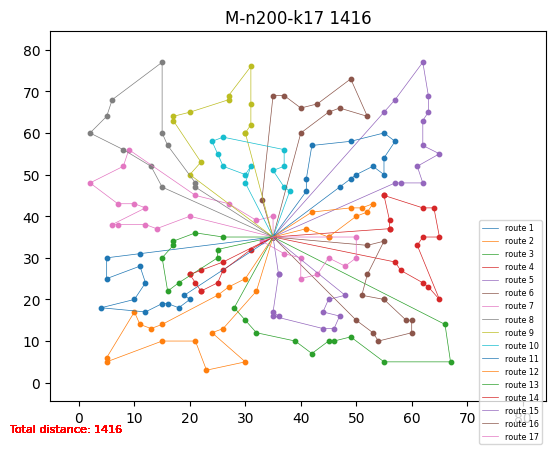 M-n200-k17 1416
80
70
60
50
40
30
20
10
0
0
10
20
30
40
50
60
70
80
route 1
route 2
route 3
route 4
route 5
route 6
route 7
route 8
route 9
route 10
route 11
route 12
route 13
route 14
route 15
route 16
route 17
Total distance: 1416